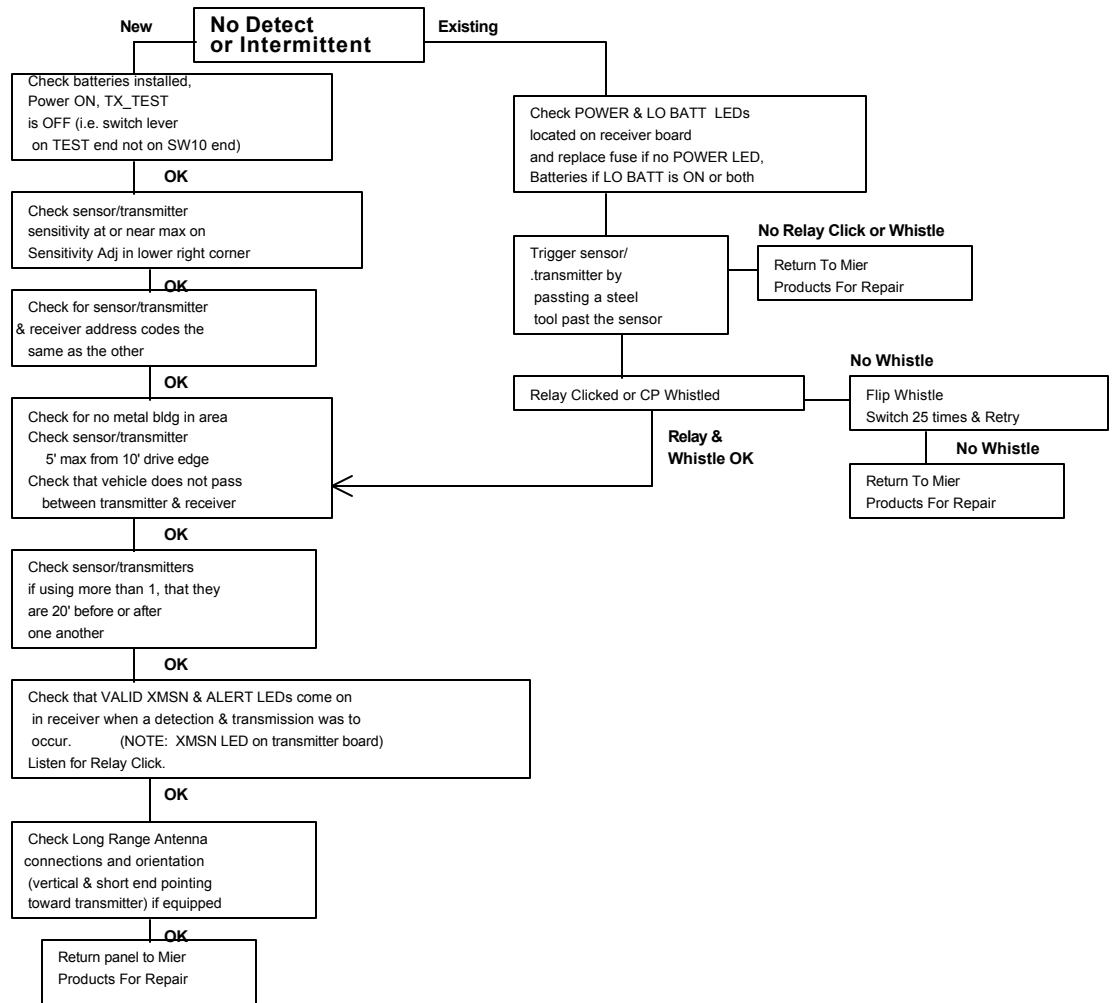 New
No Detect
or Intermittent
Existing
Check batteries installed,
Power ON, TX_TEST
is OFF (i.e. switch lever
on TEST end not on SW10 end)
OK
Check sensor/transmitter
sensitivity at or near max on
Sensitivity Adj in lower right corner
OK
Check for sensor/transmitter
& receiver address codes the
same as the other
OK
Check for no metal bldg in area
Check sensor/transmitter
5' max from 10' drive edge
Check that vehicle does not pass
between transmitter & receiver
OK
Check sensor/transmitters
if using more than 1, that they
are 20' before or after
one another
OK
Check that VALID XMSN & ALERT LEDs come on
in receiver when a detection & transmission was to
occur. (NOTE: XMSN LED on transmitter board)
Listen for Relay Click.
OK
Check Long Range Antenna
connections and orientation
(vertical & short end pointing
toward transmitter) if equipped
OK
Return panel to Mier
Products For Repair
Check POWER & LO BATT LEDs
located on receiver board
and replace fuse if no POWER LED,
Batteries if LO BATT is ON or both
Trigger sensor/
.transmitter by
passting a steel
tool past the sensor
No Relay Click or Whistle
Return To Mier
Products For Repair
Relay Clicked or CP Whistled
No Whistle
Flip Whistle
Switch 25 times & Retry
No Whistle
Return To Mier
Products For Repair
Relay &
Whistle OK